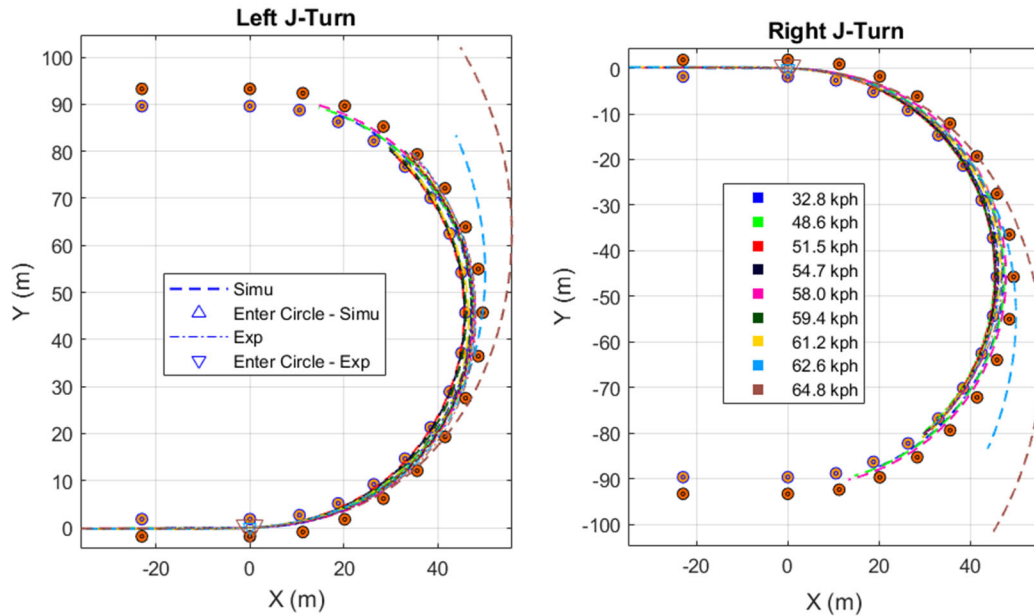 Left J-Turn
100
90
80
70
60
50
40
30
20
10
0
Y (m)
-20
0
20
40
X (m)
Simu
Enter Circle - Simu
Exp
Enter Circle - Exp
Right J-Turn
0
-10
-20
-30
-40
-50
-60
-70
-80
-90
-100
Y (m)
-20
0
20
40
X (m)
32.8 kph
48.6 kph
51.5 kph
54.7 kph
58.0 kph
59.4 kph
61.2 kph
62.6 kph
64.8 kph